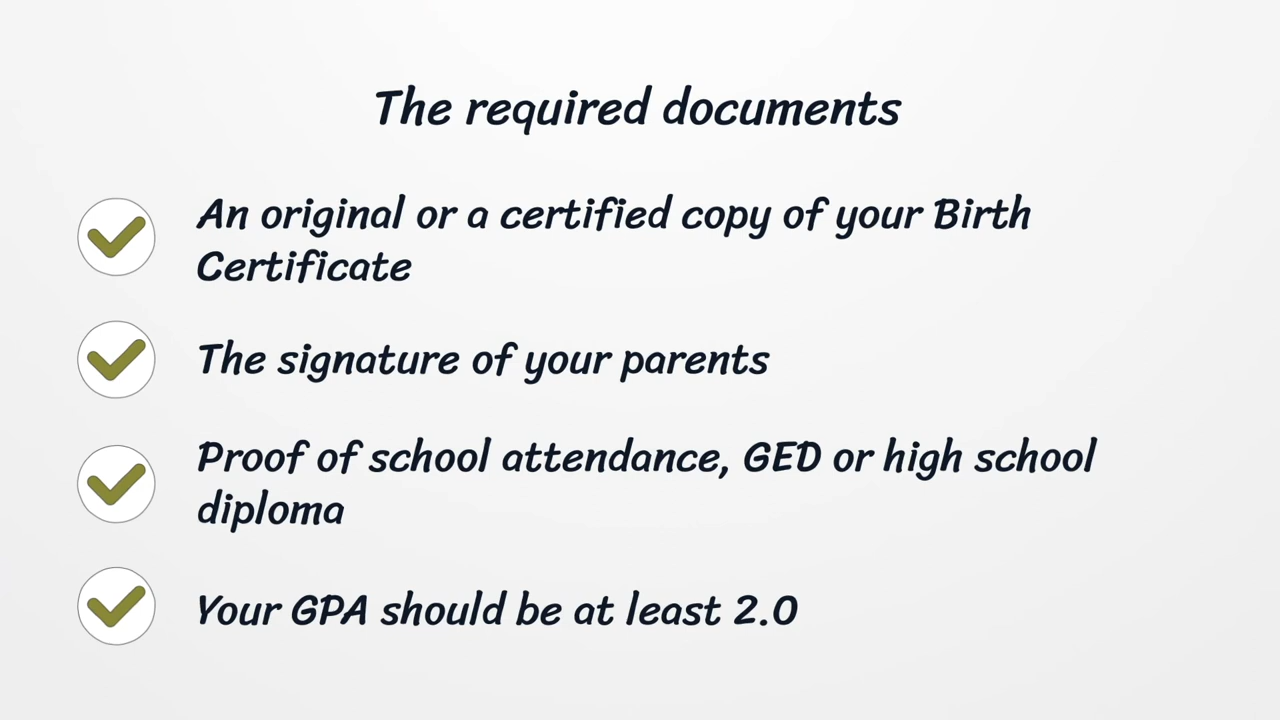 The required documents
An original or a certified copy of your Birth
Certificate
The signature of your parents
Proof of school attendance, GED or high school
diploma
Your GPA should be at least 2.0